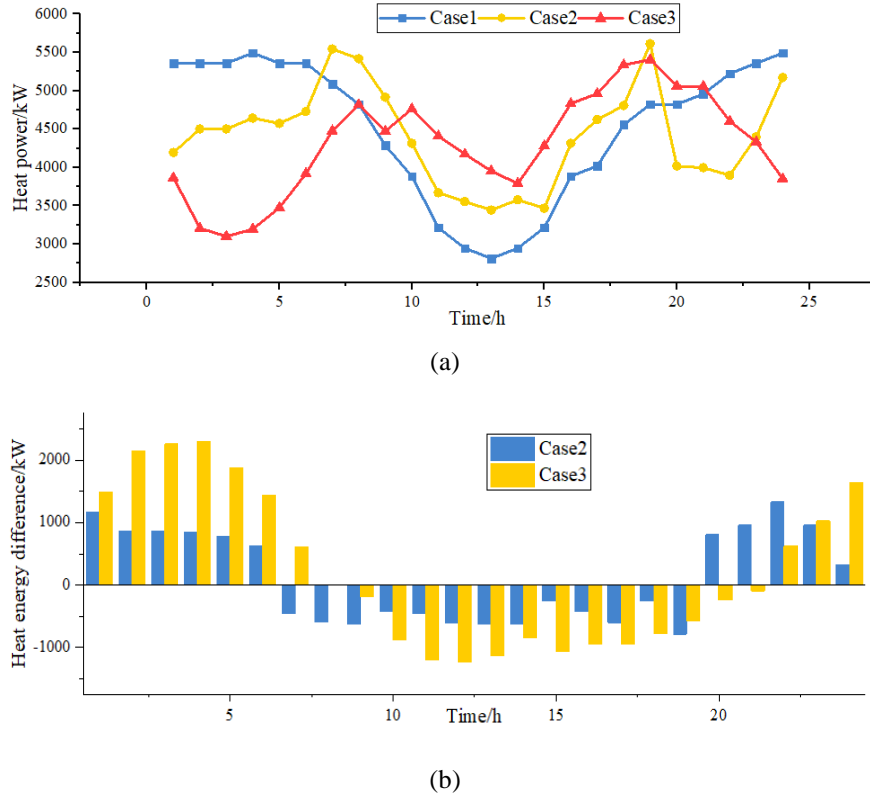 Case1 Case2 Case3
6000
5500
5000
4500
4000
3500
3000
2500
Heat power/kW
0 5 10 15 20 25
Time/h
(a)
Case2
Case3
2000
1000
0
-1000
Heat energy difference/kW
5 10 15 20
Time/h
(b)